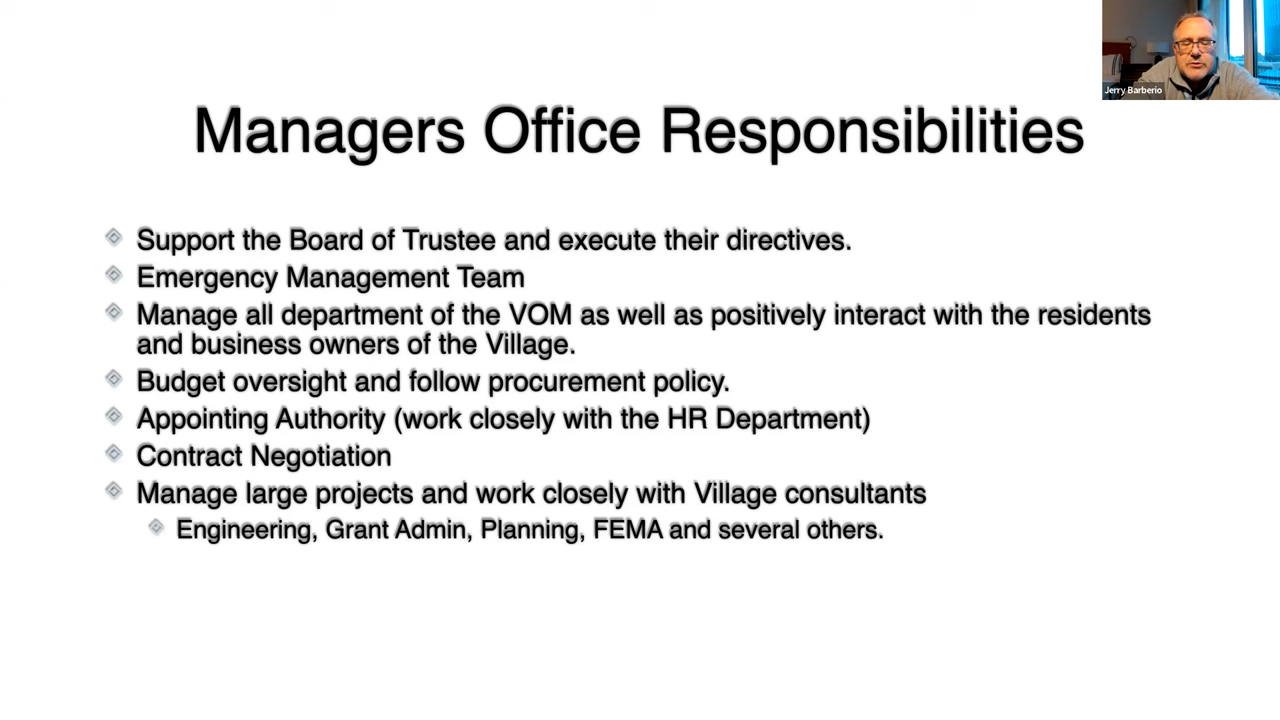 Jerry Barberio
Managers Office Responsibilities
Support the Board of Trustee and execute their directives.
Emergency Management Team
Manage all department of the VOM as well as positively interact with the residents
and business owners of the Village.
Budget oversight and follow procurement policy.
Appointing Authority (work closely with the HR Department)
Contract Negotiation
Manage large projects and work closely with Village consultants
Engineering, Grant Admin, Planning, FEMA and several others.